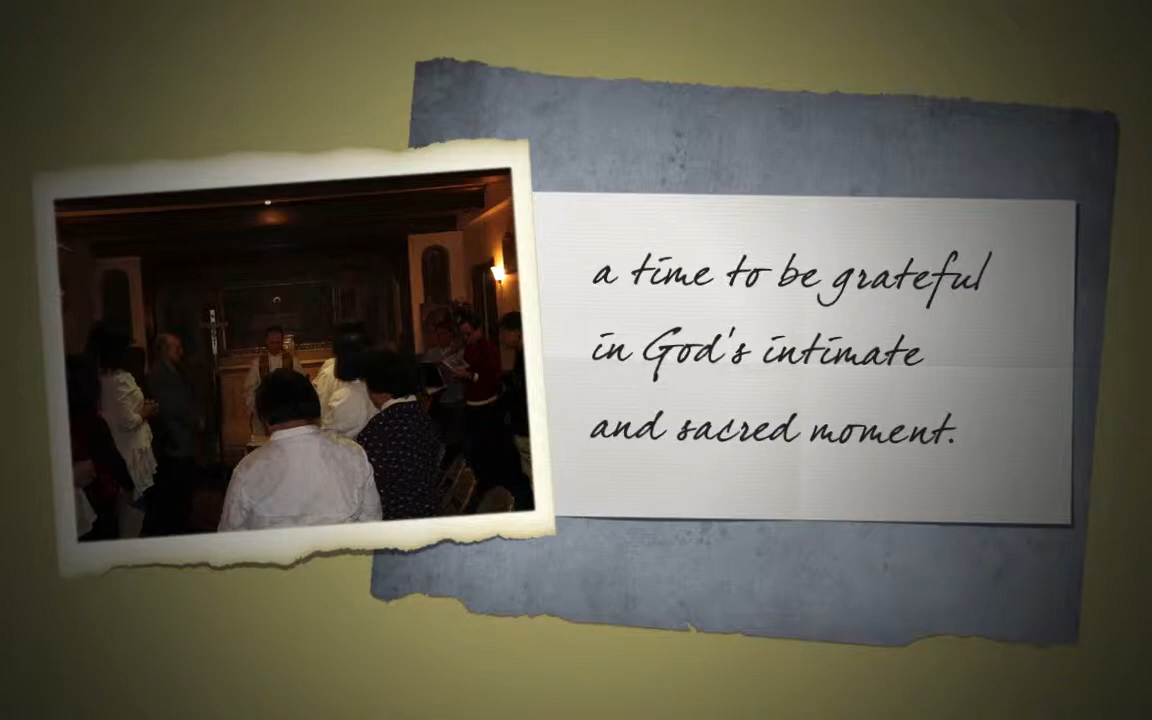 a time to be grateful
in God's intimate
and sacred moment.